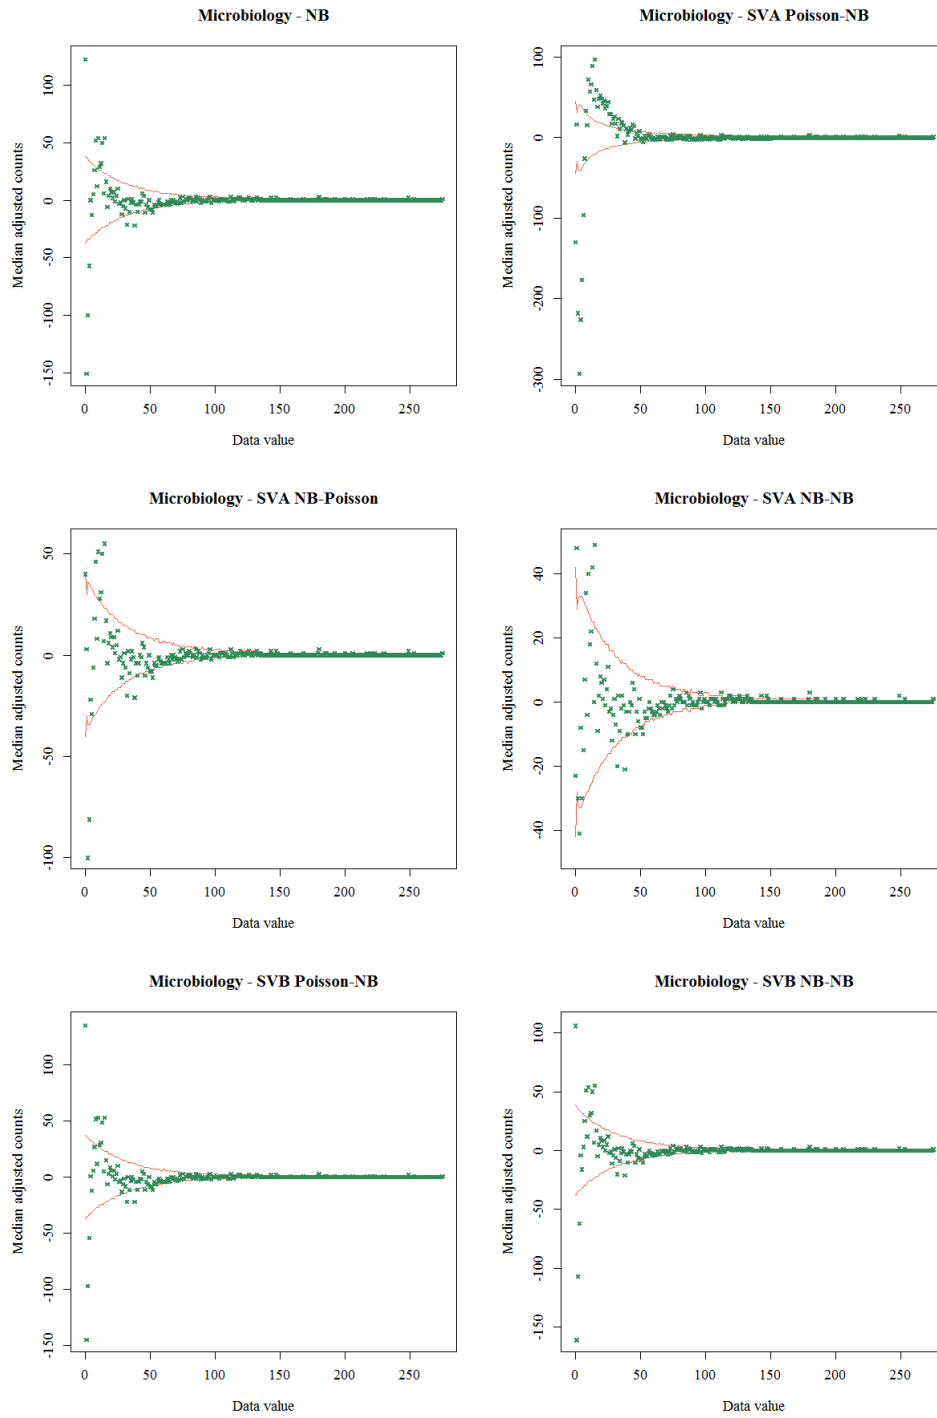 Microbiology - NB
Median adjusted counts
100
50
0
-50
-100
-150
0 50 100 150 200 250
Data value
Microbiology - SVA Poisson-NB
Median adjusted counts
100
0
-100
-200
-300
0 50 100 150 200 250
Data value
Microbiology - SVA NB-Poisson
Median adjusted counts
50
0
-50
-100
0 50 100 150 200 250
Data value
Microbiology - SVA NB-NB
Median adjusted counts
40
20
0
-20
-40
0 50 100 150 200 250
Data value
Microbiology - SVB Poisson-NB
Median adjusted counts
100
50
0
-50
-100
-150
0 50 100 150 200 250
Data value
Microbiology - SVB NB-NB
Median adjusted counts
100
50
0
-50
-100
-150
0 50 100 150 200 250
Data value